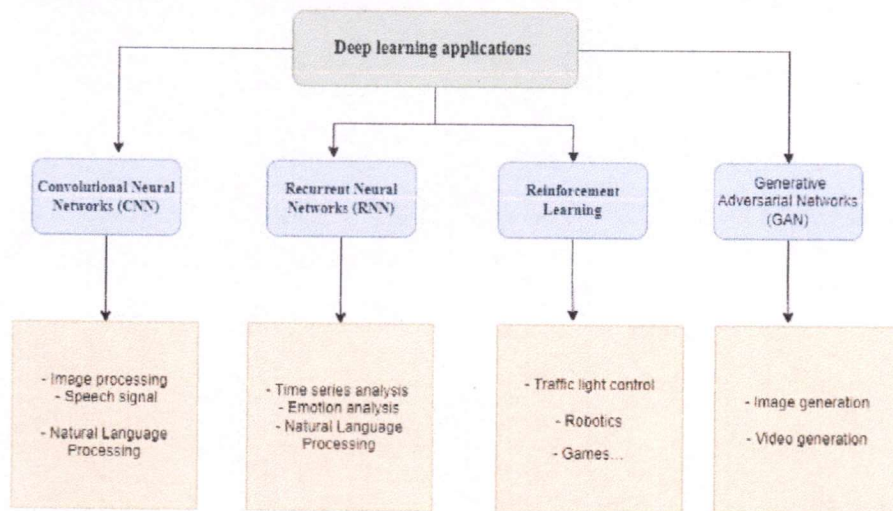 Deep learning applications
Convolutional Neural
Networks (CNN)
Recurrent Neural
Networks (RNN)
Reinforcement
Learning
Generative
Adversarial Networks
(GAN)
- Image processing
- Speech signal
- Natural Language
Processing
- Time series analysis
- Emotion analysis
- Natural Language
Processing
- Traffic light control
- Robotics
- Games...
- Image generation
- Video generation